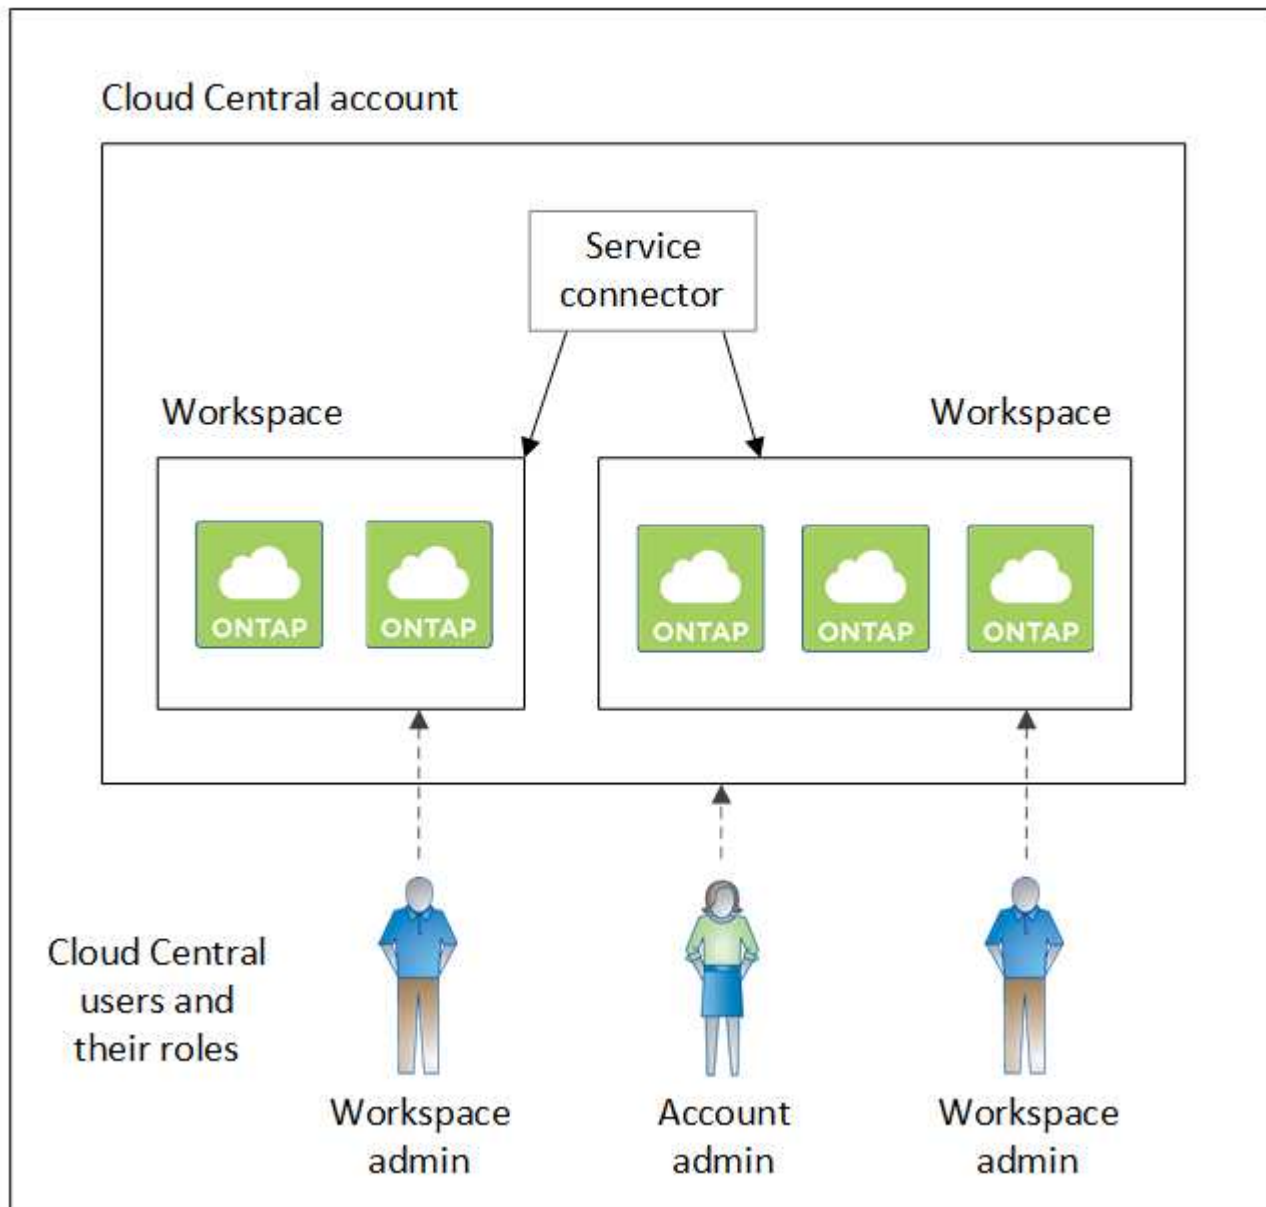 Cloud Central account
Service
connector
Workspace
Workspace
ONTAP
ONTAP
ONTAP
ONTAP
ONTAP
Cloud Central
users and
their roles
Workspace
admin
Account
admin
Workspace
admin